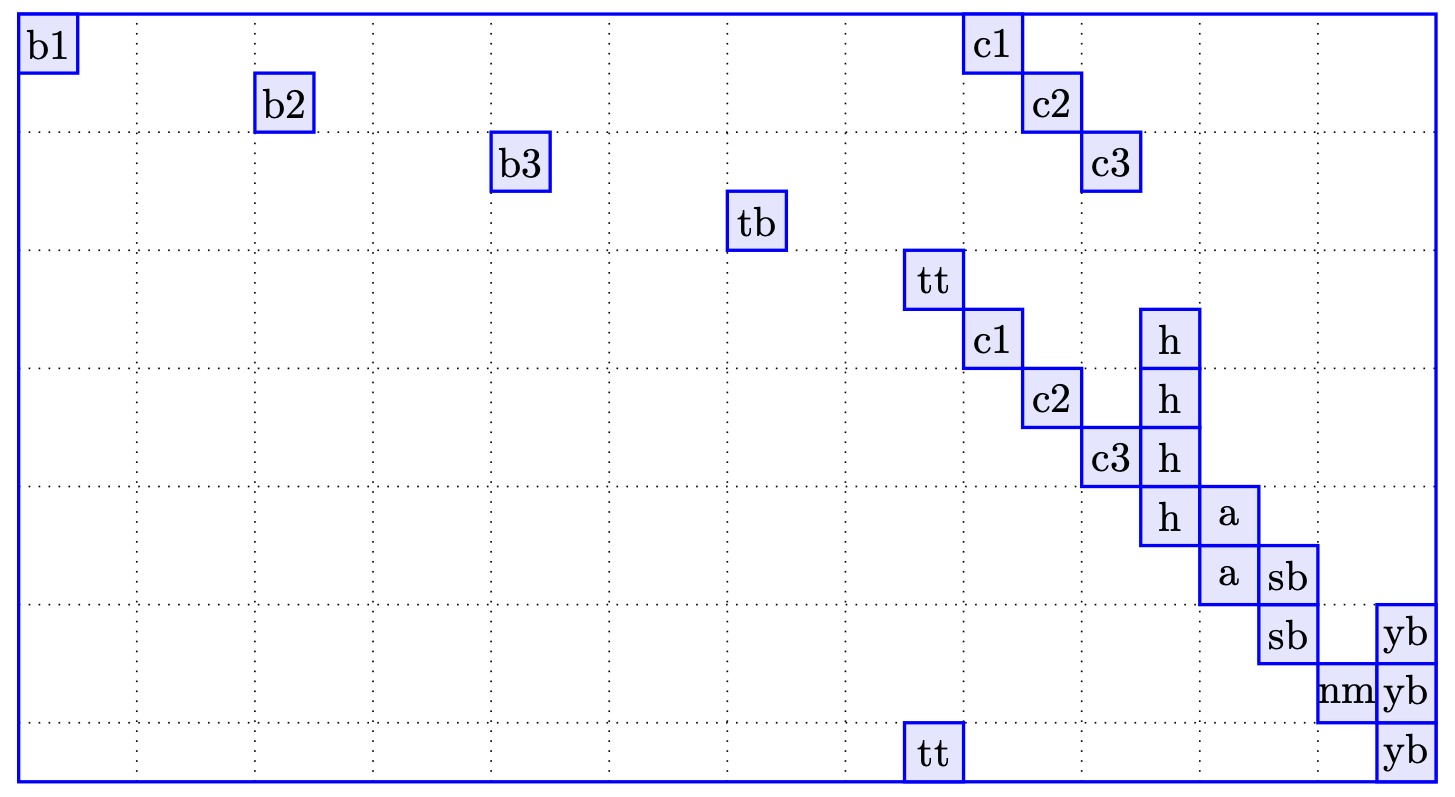 b1 c1
b2 c2
b3 c3
tb
tt
c1 h
c2 h
c3 h
h a
a sb
sb yb
nm yb
tt yb